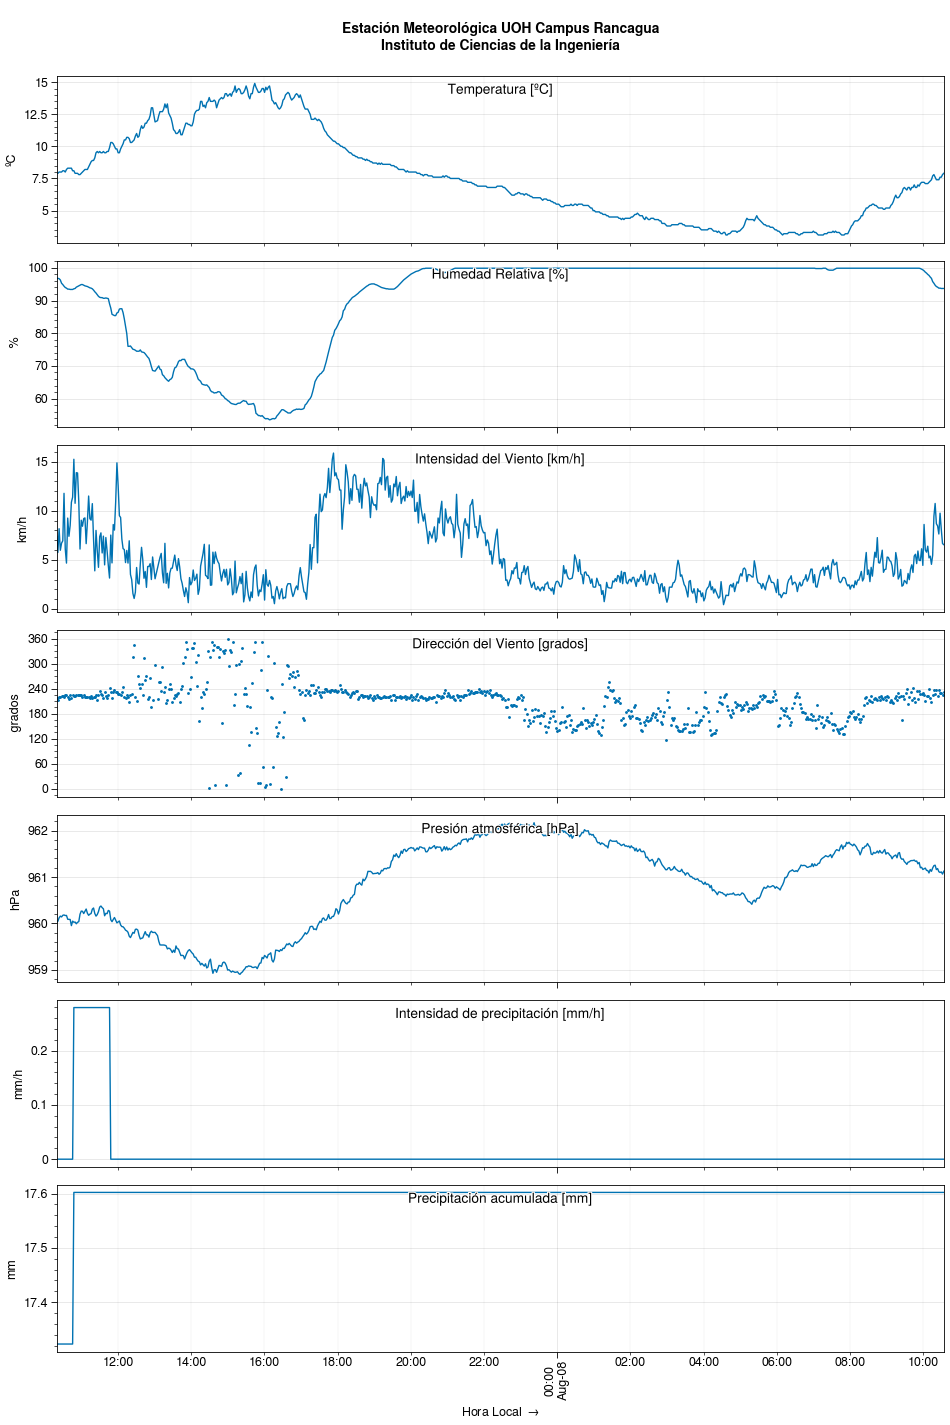 Estación Meteorológica UOH Campus Rancagua
Instituto de Ciencias de la Ingeniería
Temperatura [ºC]
15
12.5
10
7.5
5
ºC
Humedad Relativa [%]
100
90
80
70
60
%
Intensidad del Viento [km/h]
15
10
5
0
km/h
Dirección del Viento [grados]
360
300
240
180
120
60
0
grados
Presión atmosférica [hPa]
962
961
960
959
hPa
Intensidad de precipitación [mm/h]
0.2
0.1
0
mm/h
Precipitación acumulada [mm]
17.6
17.5
17.4
mm
12:00
14:00
16:00
18:00
20:00
22:00
00:00
Aug-08
02:00
04:00
06:00
08:00
10:00
Hora Local →